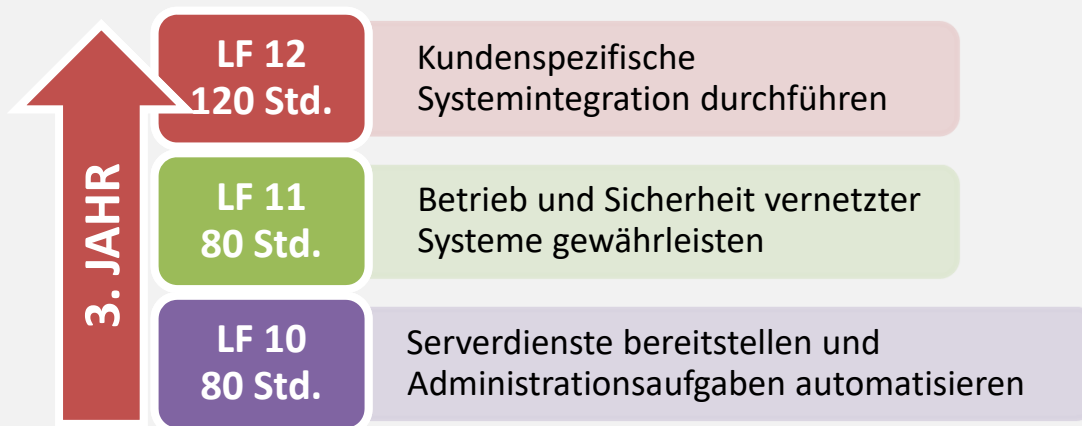 LF 12
120 Std.
Kundenspezifische
Systemintegration durchführen
LF 11
80 Std.
Betrieb und Sicherheit vernetzter
Systeme gewährleisten
LF 10
80 Std.
Serverdienste bereitstellen und
Administrationsaufgaben automatisieren
3. JAHR